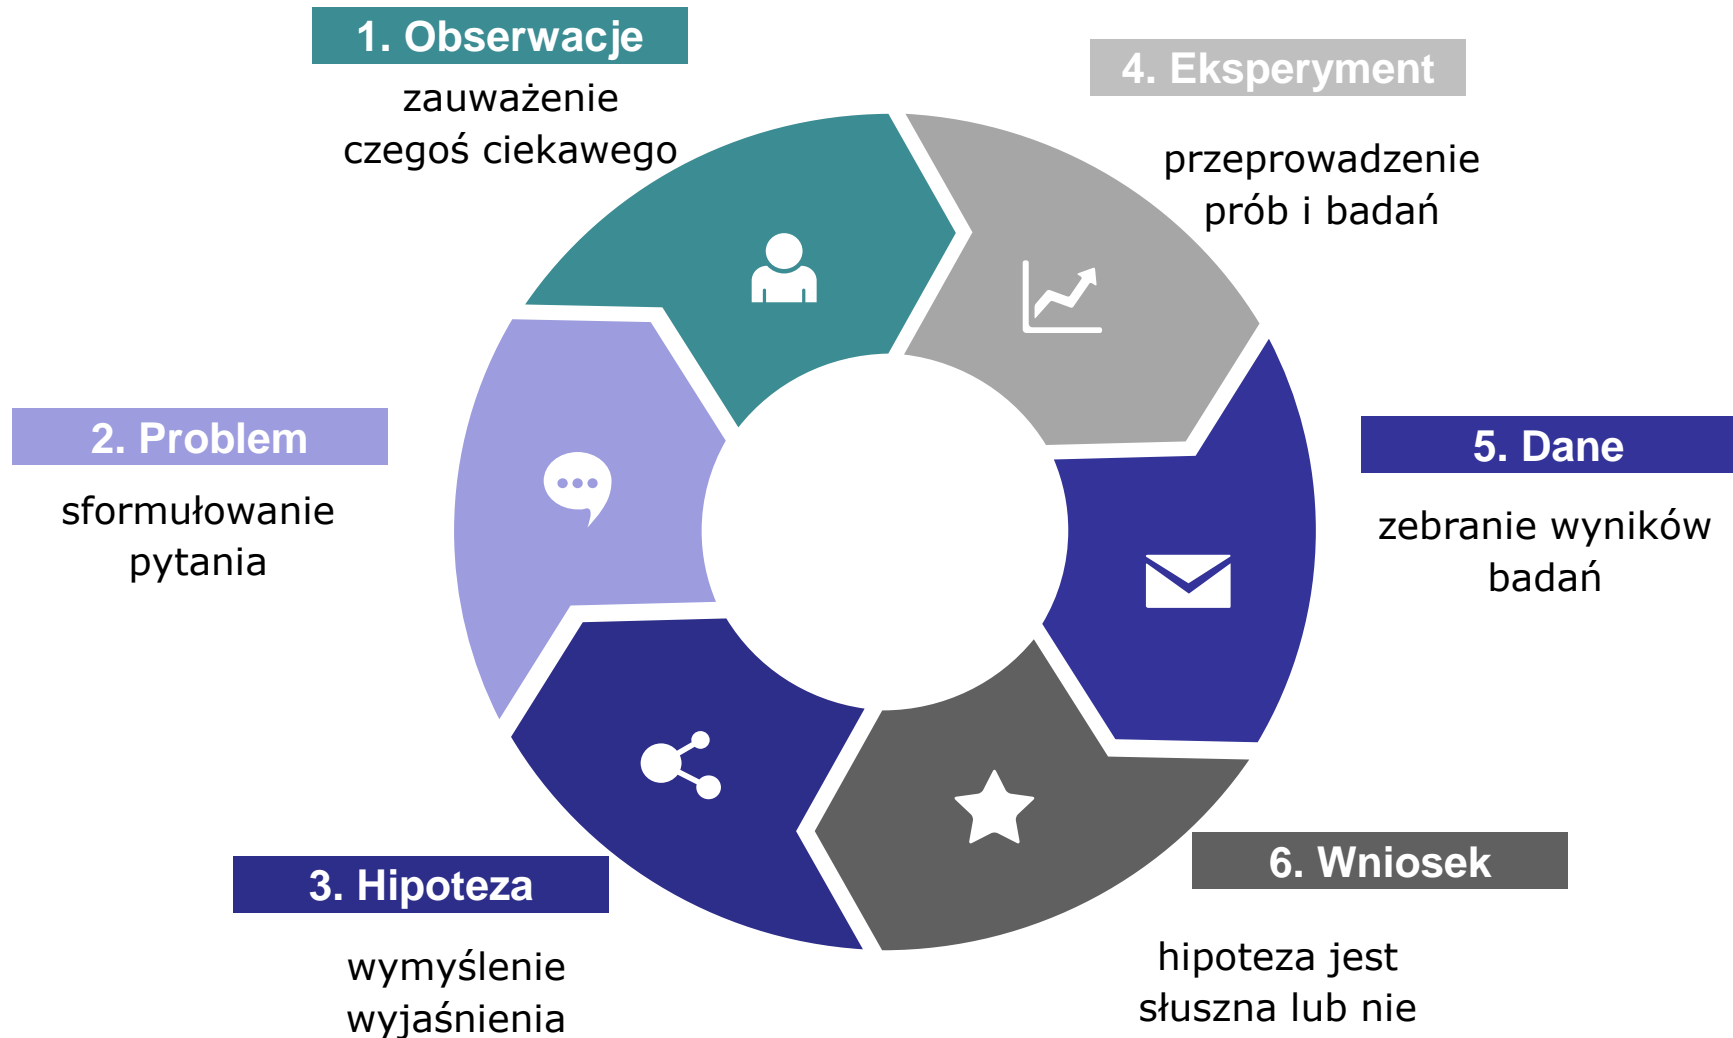 1. Obserwacje
zauważenie
czegoś ciekawego
2. Problem
sformułowanie
pytania
3. Hipoteza
wymyślenie
wyjaśnienia
4. Eksperyment
przeprowadzenie
prób i badań
5. Dane
zebranie wyników
badań
6. Wniosek
hipoteza jest
słuszna lub nie